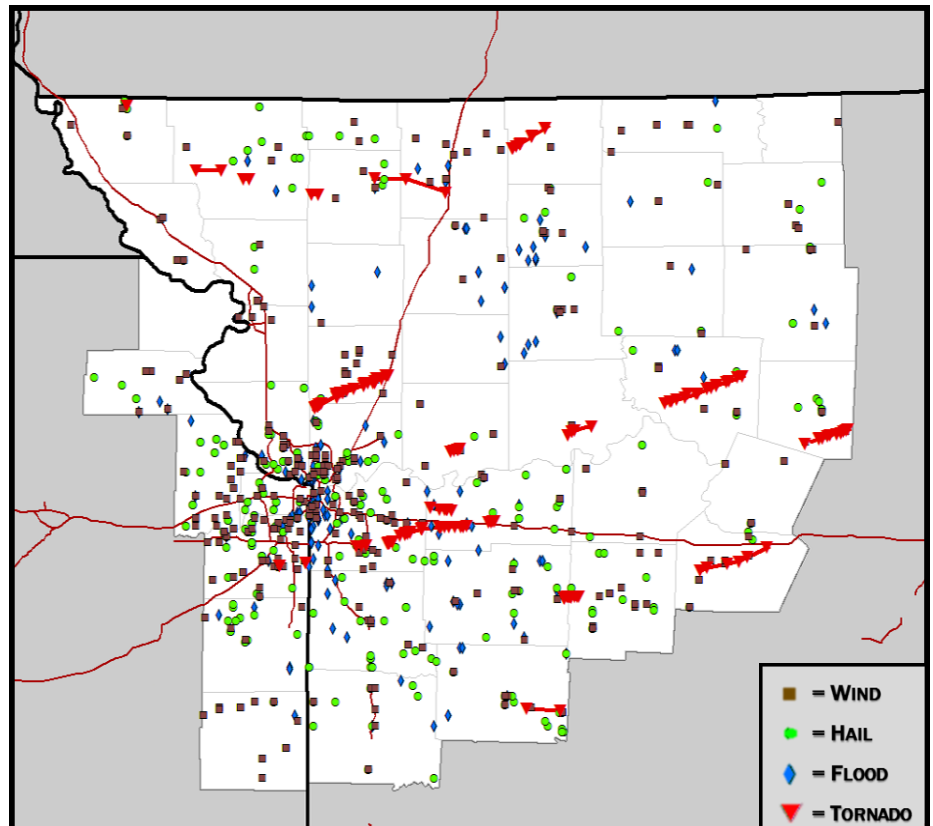 = Wind
= Hail
= Flood
= Tornado